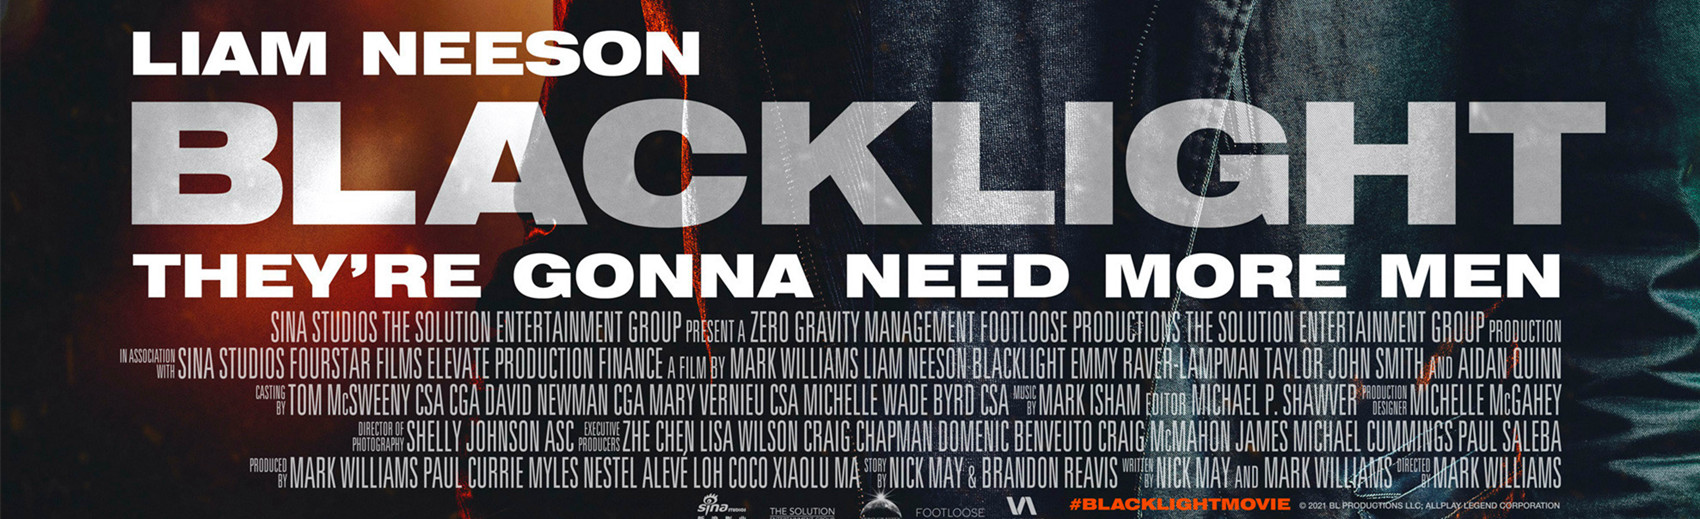 LIAM NEESON
BLACKLIGHT
THEY'RE GONNA NEED MORE MEN
SINA STUDIOS THE SOLUTION ENTERTAINMENT GROUP PRESENT A ZERO GRAVITY MANAGEMENT FOOTLOOSE PRODUCTIONS THE SOLUTION ENTERTAINMENT GROUP PRODUCTION
IN ASSOCIATION WITH SINA STUDIOS FOURSTAR FILMS ELEVATE PRODUCTION FINANCE A FILM BY MARK WILLIAMS LIAM NEESON BLACKLIGHT EMMY RAVER-LAMPMAN TAYLOR JOHN SMITH AND AIDAN QUINN
CASTING BY TOM McSWEENY CSA CGA DAVID NEWMAN CGA MARY VERNIEU CSA MICHELLE WADE BYRD CSA MUSIC BY MARK ISHAM EDITOR MICHAEL P. SHAWVER PRODUCTION DESIGNER MICHELLE McGAHEY
DIRECTOR OF PHOTOGRAPHY SHELLY JOHNSON ASC EXECUTIVE PRODUCERS ZHE CHEN LISA WILSON CRAIG CHAPMAN DOMENIC BENVEUTO CRAIG McMAHON JAMES MICHAEL CUMMINGS PAUL SALEBA
PRODUCED BY MARK WILLIAMS PAUL CURRIE MYLES NESTEL ALEVÉ LOH COCO XIAOLU MA STORY BY NICK MAY & BRANDON REAVIS WRITTEN BY NICK MAY AND MARK WILLIAMS DIRECTED BY MARK WILLIAMS
sina STUDIOS THE SOLUTION FOOTLOOSE #BLACKLIGHTMOVIE © 2021 BL PRODUCTIONS LLC; ALLPLAY LEGEND CORPORATION